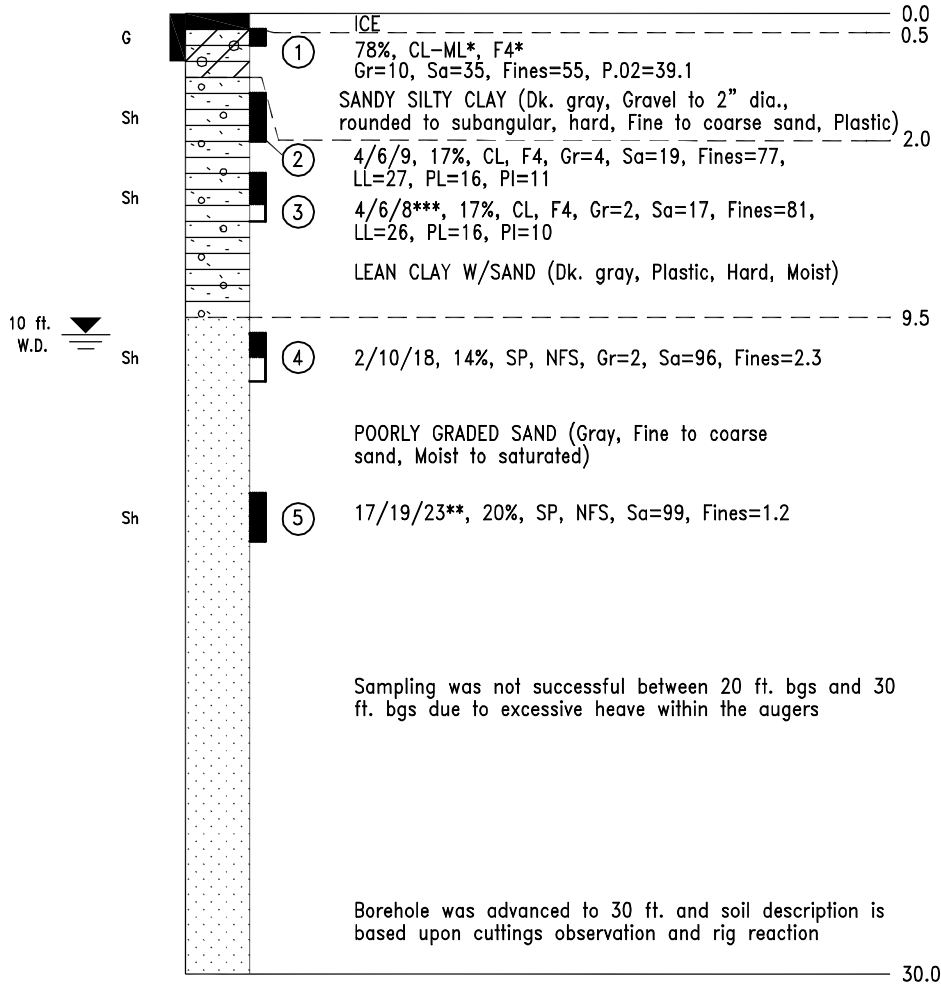 ICE
0.0
0.5
G
1
78%, CL-ML*, F4*
Gr=10, Sa=35, Fines=55, P.02=39.1
SANDY SILTY CLAY (Dk. gray, Gravel to 2" dia.,
rounded to subangular, hard, Fine to coarse sand, Plastic)
Sh
2.0
2
4/6/9, 17%, CL, F4, Gr=4, Sa=19, Fines=77,
LL=27, PL=16, PI=11
Sh
3
4/6/8***, 17%, CL, F4, Gr=2, Sa=17, Fines=81,
LL=26, PL=16, PI=10
LEAN CLAY W/SAND (Dk. gray, Plastic, Hard, Moist)
9.5
10 ft.
W.D.
Sh
4
2/10/18, 14%, SP, NFS, Gr=2, Sa=96, Fines=2.3
POORLY GRADED SAND (Gray, Fine to coarse
sand, Moist to saturated)
Sh
5
17/19/23**, 20%, SP, NFS, Sa=99, Fines=1.2
Sampling was not successful between 20 ft. bgs and 30
ft. bgs due to excessive heave within the augers
Borehole was advanced to 30 ft. and soil description is
based upon cuttings observation and rig reaction
30.0